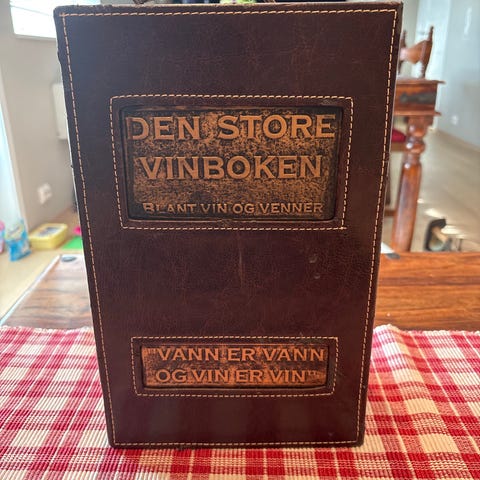 DEN STORE
VINBOKEN
BLANT VIN OG VENNER
"VANN ER VANN
OG VIN ER VIN"